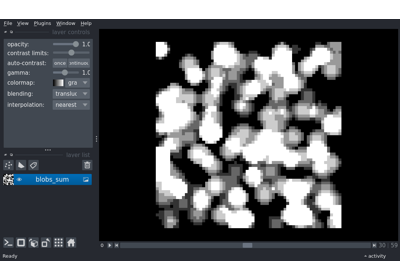 File View Plugins Window Help
layer controls
opacity: 1.0
contrast limits:
auto-contrast: once
gamma: 1.0
colormap: gra
blending: translu
interpolation: nearest
layer list
blobs_sum
0
30 59
Ready
activity